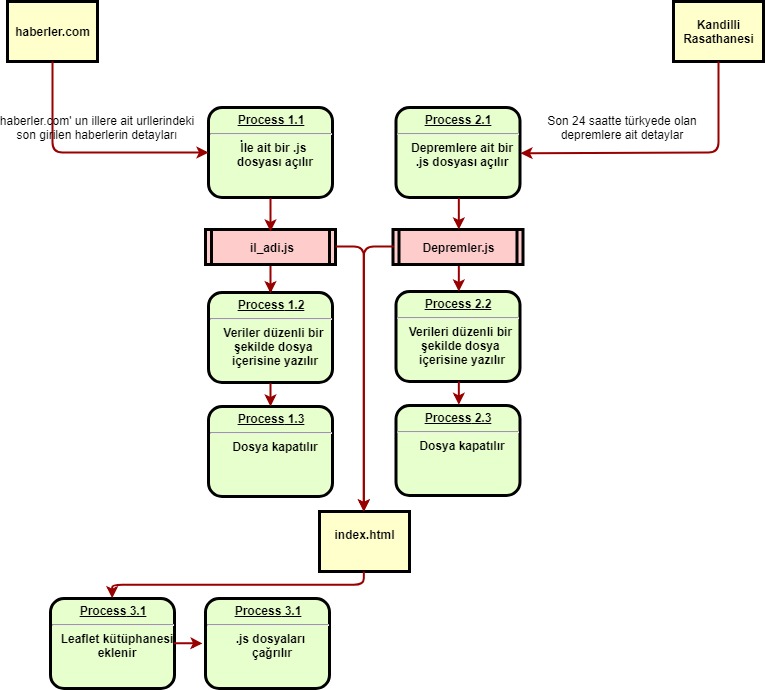 haberler.com
Kandilli
Rasathanesi
haberler.com' un illere ait urllerindeki
son girilen haberlerin detayları
Son 24 saatte türkyede olan
depremlere ait detaylar
Process 1.1
İle ait bir .js
dosyası açılır
Process 2.1
Depremlere ait bir
.js dosyası açılır
il_adi.js
Depremler.js
Process 1.2
Veriler düzenli bir
şekilde dosya
içerisine yazılır
Process 2.2
Verileri düzenli bir
şekilde dosya
içerisine yazılır
Process 1.3
Dosya kapatılır
Process 2.3
Dosya kapatılır
index.html
Process 3.1
Leaflet kütüphanesi
eklenir
Process 3.1
.js dosyaları
çağrılır